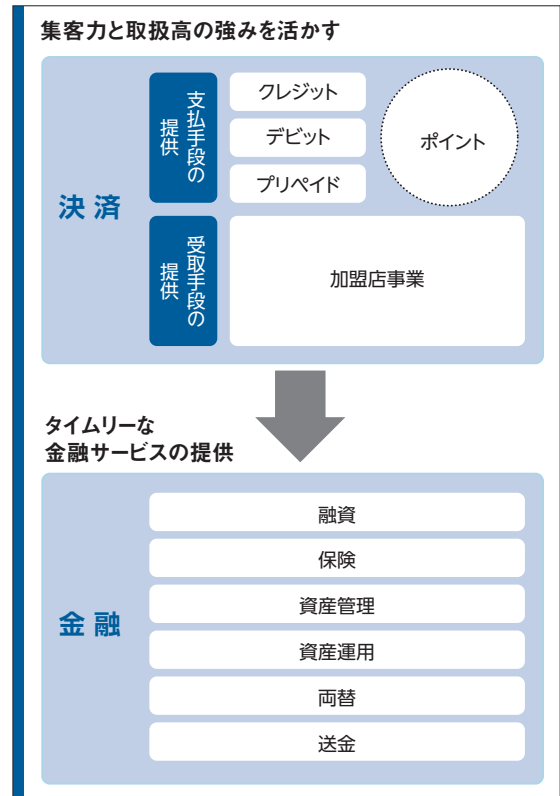 集客力と取扱高の強みを活かす
決済
支払手段の
提供
クレジット
デビット
プリペイド
ポイント
受取手段の
提供
加盟店事業
タイムリーな
金融サービスの提供
金融
融資
保険
資産管理
資産運用
両替
送金